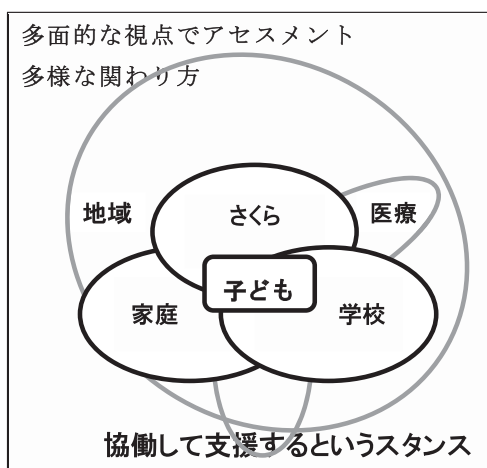 多面的な視点でアセスメント
多様な関わり方
地域
さくら
医療
子ども
家庭
学校
協働して支援するというスタンス